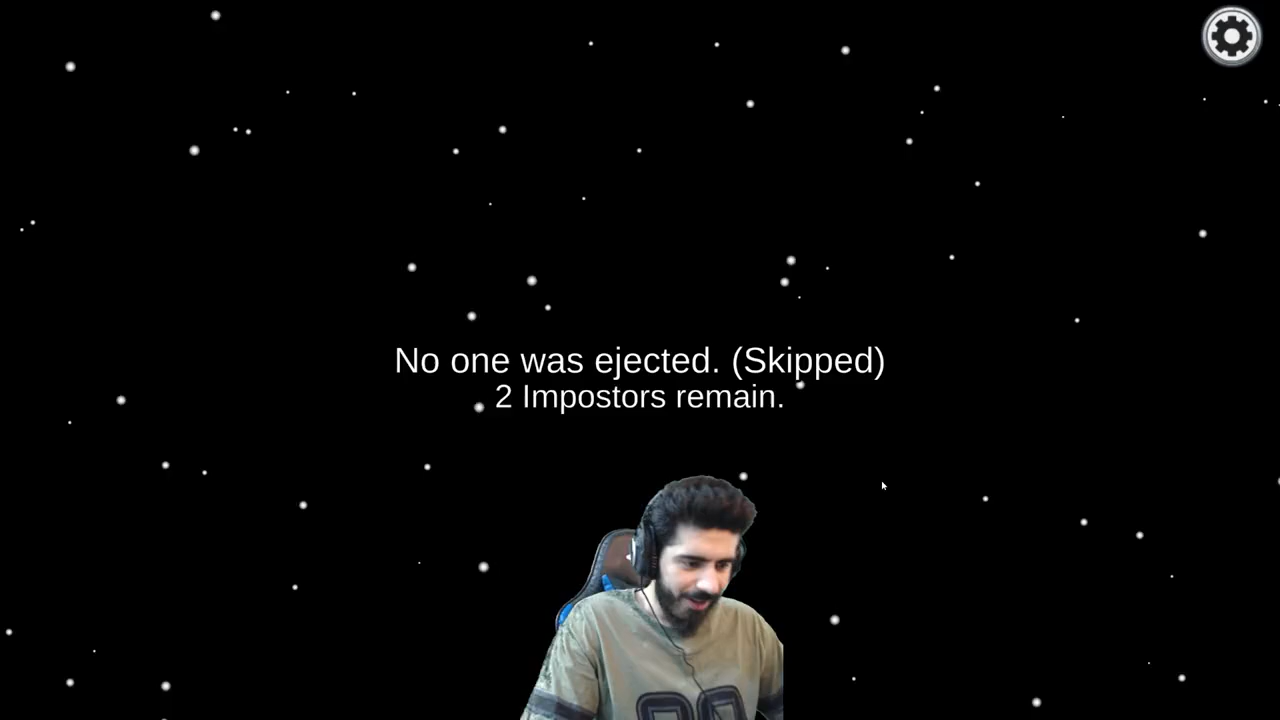 No one was ejected. (Skipped)
2 Impostors remain.